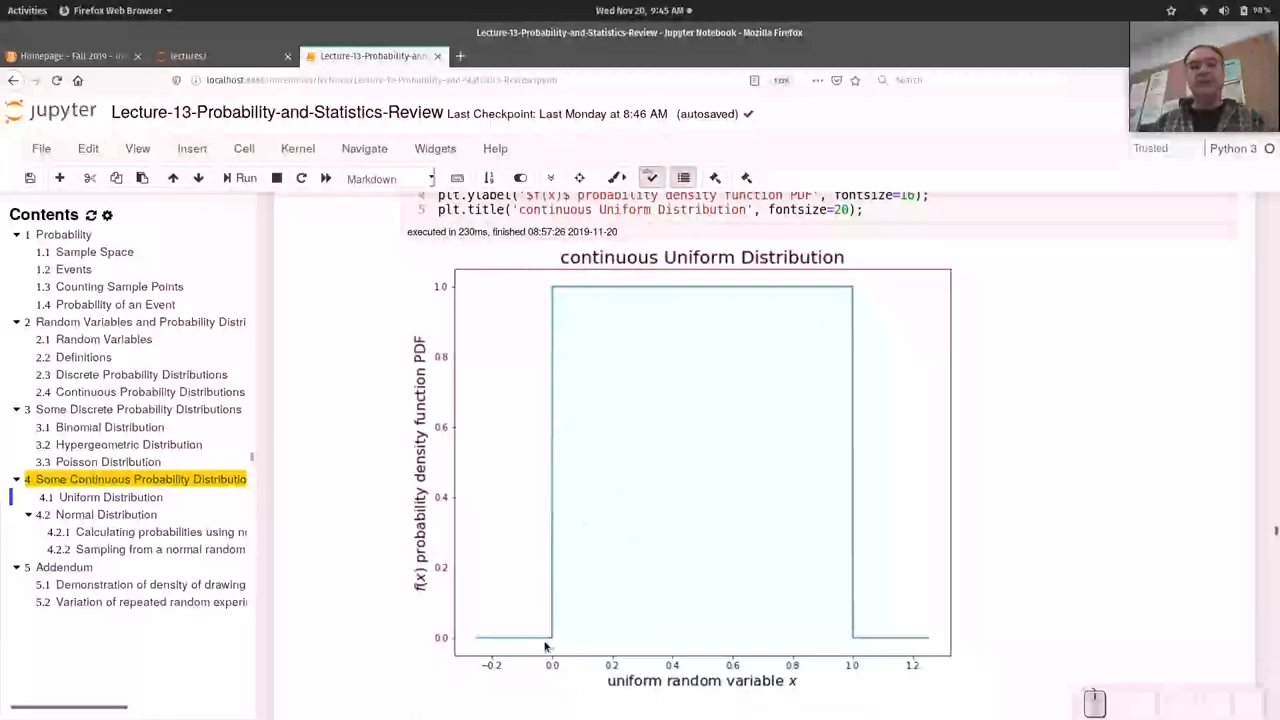 Activities
Firefox Web Browser
Wed Nov 20, 9:45 AM
98 %
Lecture-13-Probability-and-Statistics-Review - Jupyter Notebook - Mozilla Firefox
Homepage - Fall 2019 -
lectures/
Lecture-13-Probability-and-
Search
jupyter
Lecture-13-Probability-and-Statistics-Review Last Checkpoint: Last Monday at 8:46 AM (autosaved)
File Edit View Insert Cell Kernel Navigate Widgets Help
Trusted
Python 3
Run
Markdown
Contents
1 Probability
1.1 Sample Space
1.2 Events
1.3 Counting Sample Points
1.4 Probability of an Event
2 Random Variables and Probability Distri
2.1 Random Variables
2.2 Definitions
2.3 Discrete Probability Distributions
2.4 Continuous Probability Distributions
3 Some Discrete Probability Distributions
3.1 Binomial Distribution
3.2 Hypergeometric Distribution
3.3 Poisson Distribution
4 Some Continuous Probability Distributio
4.1 Uniform Distribution
4.2 Normal Distribution
4.2.1 Calculating probabilities using n
4.2.2 Sampling from a normal random
5 Addendum
5.1 Demonstration of density of drawing
5.2 Variation of repeated random experi
4 plt.ylabel('$f(x)$ probability density function PDF', fontsize=16);
5 plt.title('continuous Uniform Distribution', fontsize=20);
executed in 230ms, finished 08:57:26 2019-11-20
continuous Uniform Distribution
f(x) probability density function PDF
1.0
0.8
0.6
0.4
0.2
0.0
−0.2 0.0 0.2 0.4 0.6 0.8 1.0 1.2
uniform random variable x